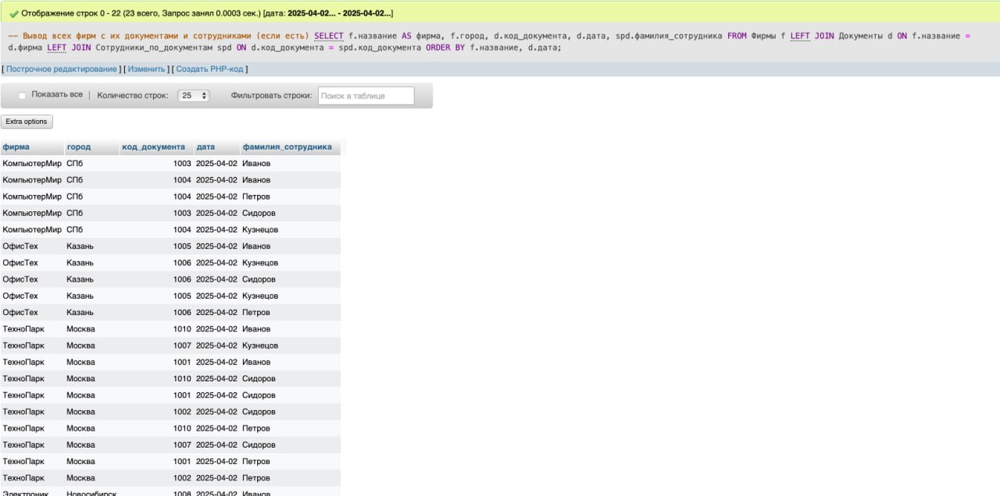 Отображение строк 0 - 22 (23 всего, Запрос занял 0.0003 сек.) [дата: 2025-04-02... - 2025-04-02...]
-- Вывод всех фирм с их документами и сотрудниками (если есть) SELECT f.название AS фирма, f.город, d.код_документа, d.дата, spd.фамилия_сотрудника FROM Фирмы f LEFT JOIN Документы d ON f.название =
d.фирма LEFT JOIN Сотрудники_по_документам spd ON d.код_документа = spd.код_документа ORDER BY f.название, d.дата;
[ Построчное редактирование ] [ Изменить ] [ Создать PHP-код ]
Показать все | Количество строк: 25 Фильтровать строки: Поиск в таблице
Extra options
фирма город код_документа дата фамилия_сотрудника
КомпьютерМир СПб 1003 2025-04-02 Иванов
КомпьютерМир СПб 1004 2025-04-02 Иванов
КомпьютерМир СПб 1004 2025-04-02 Петров
КомпьютерМир СПб 1003 2025-04-02 Сидоров
КомпьютерМир СПб 1004 2025-04-02 Кузнецов
ОфисТех Казань 1005 2025-04-02 Иванов
ОфисТех Казань 1006 2025-04-02 Кузнецов
ОфисТех Казань 1006 2025-04-02 Сидоров
ОфисТех Казань 1005 2025-04-02 Кузнецов
ОфисТех Казань 1006 2025-04-02 Петров
ТехноПарк Москва 1010 2025-04-02 Иванов
ТехноПарк Москва 1007 2025-04-02 Кузнецов
ТехноПарк Москва 1001 2025-04-02 Иванов
ТехноПарк Москва 1010 2025-04-02 Сидоров
ТехноПарк Москва 1001 2025-04-02 Сидоров
ТехноПарк Москва 1002 2025-04-02 Сидоров
ТехноПарк Москва 1010 2025-04-02 Петров
ТехноПарк Москва 1007 2025-04-02 Сидоров
ТехноПарк Москва 1001 2025-04-02 Петров
ТехноПарк Москва 1002 2025-04-02 Петров
Электроник Новосибирск 1008 2025-04-02 Иванов